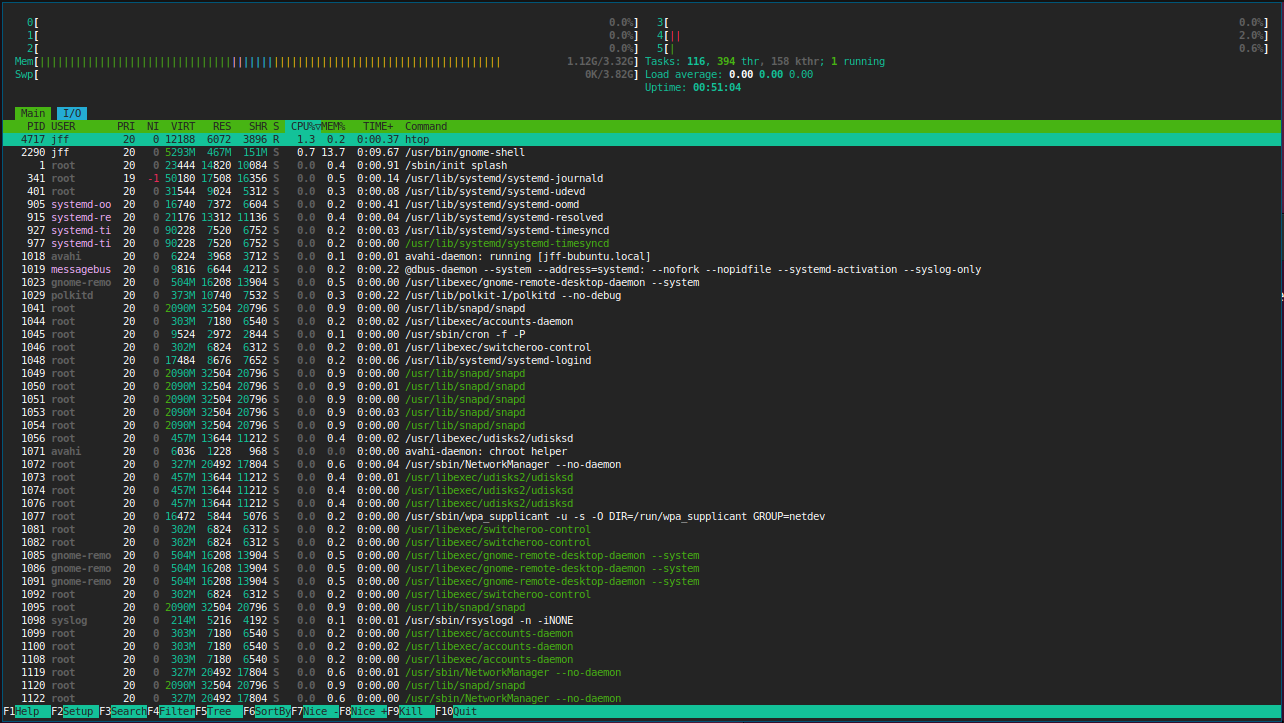 0[ 0.0%] 3[ 0.0%]
1[ 0.0%] 4[|| 2.0%]
2[ 0.0%] 5[| 0.6%]
Mem[|||||||||||||||||||||||||||||||||||||||||||||||||||||||||||||||||||||||||||||| 1.12G/3.32G] Tasks: 116, 394 thr, 158 kthr; 1 running
Swp[ 0K/3.82G] Load average: 0.00 0.00 0.00
Uptime: 00:51:04
Main I/O
PID USER PRI NI VIRT RES SHR S CPU%▽MEM% TIME+ Command
4717 jff 20 0 12188 6072 3896 R 1.3 0.2 0:00.37 htop
2290 jff 20 0 5293M 467M 151M S 0.7 13.7 0:09.67 /usr/bin/gnome-shell
1 root 20 0 23444 14820 10084 S 0.0 0.4 0:00.91 /sbin/init splash
341 root 19 -1 50180 17508 16356 S 0.0 0.5 0:00.14 /usr/lib/systemd/systemd-journald
401 root 20 0 31544 9024 5312 S 0.0 0.3 0:00.08 /usr/lib/systemd/systemd-udevd
905 systemd-oo 20 0 16740 7372 6604 S 0.0 0.2 0:00.41 /usr/lib/systemd/systemd-oomd
915 systemd-re 20 0 21176 13312 11136 S 0.0 0.4 0:00.04 /usr/lib/systemd/systemd-resolved
927 systemd-ti 20 0 90228 7520 6752 S 0.0 0.2 0:00.03 /usr/lib/systemd/systemd-timesyncd
977 systemd-ti 20 0 90228 7520 6752 S 0.0 0.2 0:00.00 /usr/lib/systemd/systemd-timesyncd
1018 avahi 20 0 6224 3968 3712 S 0.0 0.1 0:00.01 avahi-daemon: running [jff-bubuntu.local]
1019 messagebus 20 0 9816 6644 4212 S 0.0 0.2 0:00.22 @dbus-daemon --system --address=systemd: --nofork --nopidfile --systemd-activation --syslog-only
1023 gnome-remo 20 0 504M 16208 13904 S 0.0 0.5 0:00.00 /usr/libexec/gnome-remote-desktop-daemon --system
1029 polkitd 20 0 373M 10740 7532 S 0.0 0.3 0:00.22 /usr/lib/polkit-1/polkitd --no-debug
1041 root 20 0 2090M 32504 20796 S 0.0 0.9 0:00.00 /usr/lib/snapd/snapd
1044 root 20 0 303M 7180 6540 S 0.0 0.2 0:00.02 /usr/libexec/accounts-daemon
1045 root 20 0 9524 2972 2844 S 0.0 0.1 0:00.00 /usr/sbin/cron -f -P
1046 root 20 0 302M 6824 6312 S 0.0 0.2 0:00.01 /usr/libexec/switcheroo-control
1048 root 20 0 17484 8676 7652 S 0.0 0.2 0:00.06 /usr/lib/systemd/systemd-logind
1049 root 20 0 2090M 32504 20796 S 0.0 0.9 0:00.00 /usr/lib/snapd/snapd
1050 root 20 0 2090M 32504 20796 S 0.0 0.9 0:00.01 /usr/lib/snapd/snapd
1051 root 20 0 2090M 32504 20796 S 0.0 0.9 0:00.00 /usr/lib/snapd/snapd
1053 root 20 0 2090M 32504 20796 S 0.0 0.9 0:00.03 /usr/lib/snapd/snapd
1054 root 20 0 2090M 32504 20796 S 0.0 0.9 0:00.00 /usr/lib/snapd/snapd
1056 root 20 0 457M 13644 11212 S 0.0 0.4 0:00.02 /usr/libexec/udisks2/udisksd
1071 avahi 20 0 6036 1228 968 S 0.0 0.0 0:00.00 avahi-daemon: chroot helper
1072 root 20 0 327M 20492 17804 S 0.0 0.6 0:00.04 /usr/sbin/NetworkManager --no-daemon
1073 root 20 0 457M 13644 11212 S 0.0 0.4 0:00.01 /usr/libexec/udisks2/udisksd
1074 root 20 0 457M 13644 11212 S 0.0 0.4 0:00.00 /usr/libexec/udisks2/udisksd
1076 root 20 0 457M 13644 11212 S 0.0 0.4 0:00.00 /usr/libexec/udisks2/udisksd
1077 root 20 0 16472 5844 5076 S 0.0 0.2 0:00.00 /usr/sbin/wpa_supplicant -u -s -O DIR=/run/wpa_supplicant GROUP=netdev
1081 root 20 0 302M 6824 6312 S 0.0 0.2 0:00.00 /usr/libexec/switcheroo-control
1082 root 20 0 302M 6824 6312 S 0.0 0.2 0:00.00 /usr/libexec/switcheroo-control
1085 gnome-remo 20 0 504M 16208 13904 S 0.0 0.5 0:00.00 /usr/libexec/gnome-remote-desktop-daemon --system
1086 gnome-remo 20 0 504M 16208 13904 S 0.0 0.5 0:00.00 /usr/libexec/gnome-remote-desktop-daemon --system
1091 gnome-remo 20 0 504M 16208 13904 S 0.0 0.5 0:00.00 /usr/libexec/gnome-remote-desktop-daemon --system
1092 root 20 0 302M 6824 6312 S 0.0 0.2 0:00.00 /usr/libexec/switcheroo-control
1095 root 20 0 2090M 32504 20796 S 0.0 0.9 0:00.00 /usr/lib/snapd/snapd
1098 syslog 20 0 214M 5216 4192 S 0.0 0.1 0:00.01 /usr/sbin/rsyslogd -n -iNONE
1099 root 20 0 303M 7180 6540 S 0.0 0.2 0:00.00 /usr/libexec/accounts-daemon
1100 root 20 0 303M 7180 6540 S 0.0 0.2 0:00.02 /usr/libexec/accounts-daemon
1108 root 20 0 303M 7180 6540 S 0.0 0.2 0:00.00 /usr/libexec/accounts-daemon
1119 root 20 0 327M 20492 17804 S 0.0 0.6 0:00.01 /usr/sbin/NetworkManager --no-daemon
1120 root 20 0 2090M 32504 20796 S 0.0 0.9 0:00.00 /usr/lib/snapd/snapd
1122 root 20 0 327M 20492 17804 S 0.0 0.6 0:00.00 /usr/sbin/NetworkManager --no-daemon
F1Help F2Setup F3SearchF4FilterF5Tree F6SortByF7Nice -F8Nice +F9Kill F10Quit